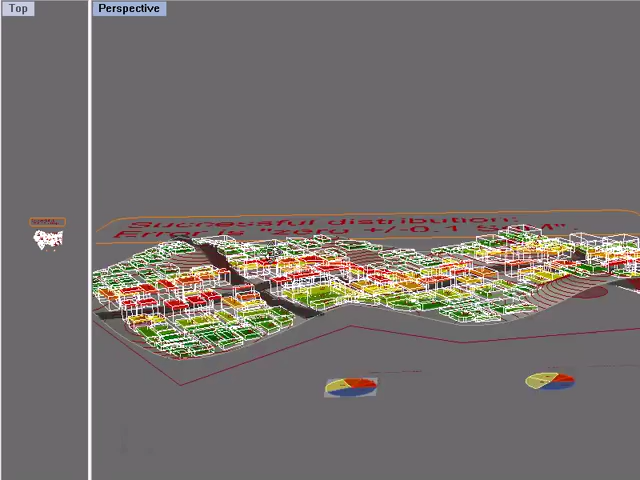 Top
Perspective
Successful distribution:
Error is "zero +/-0.1